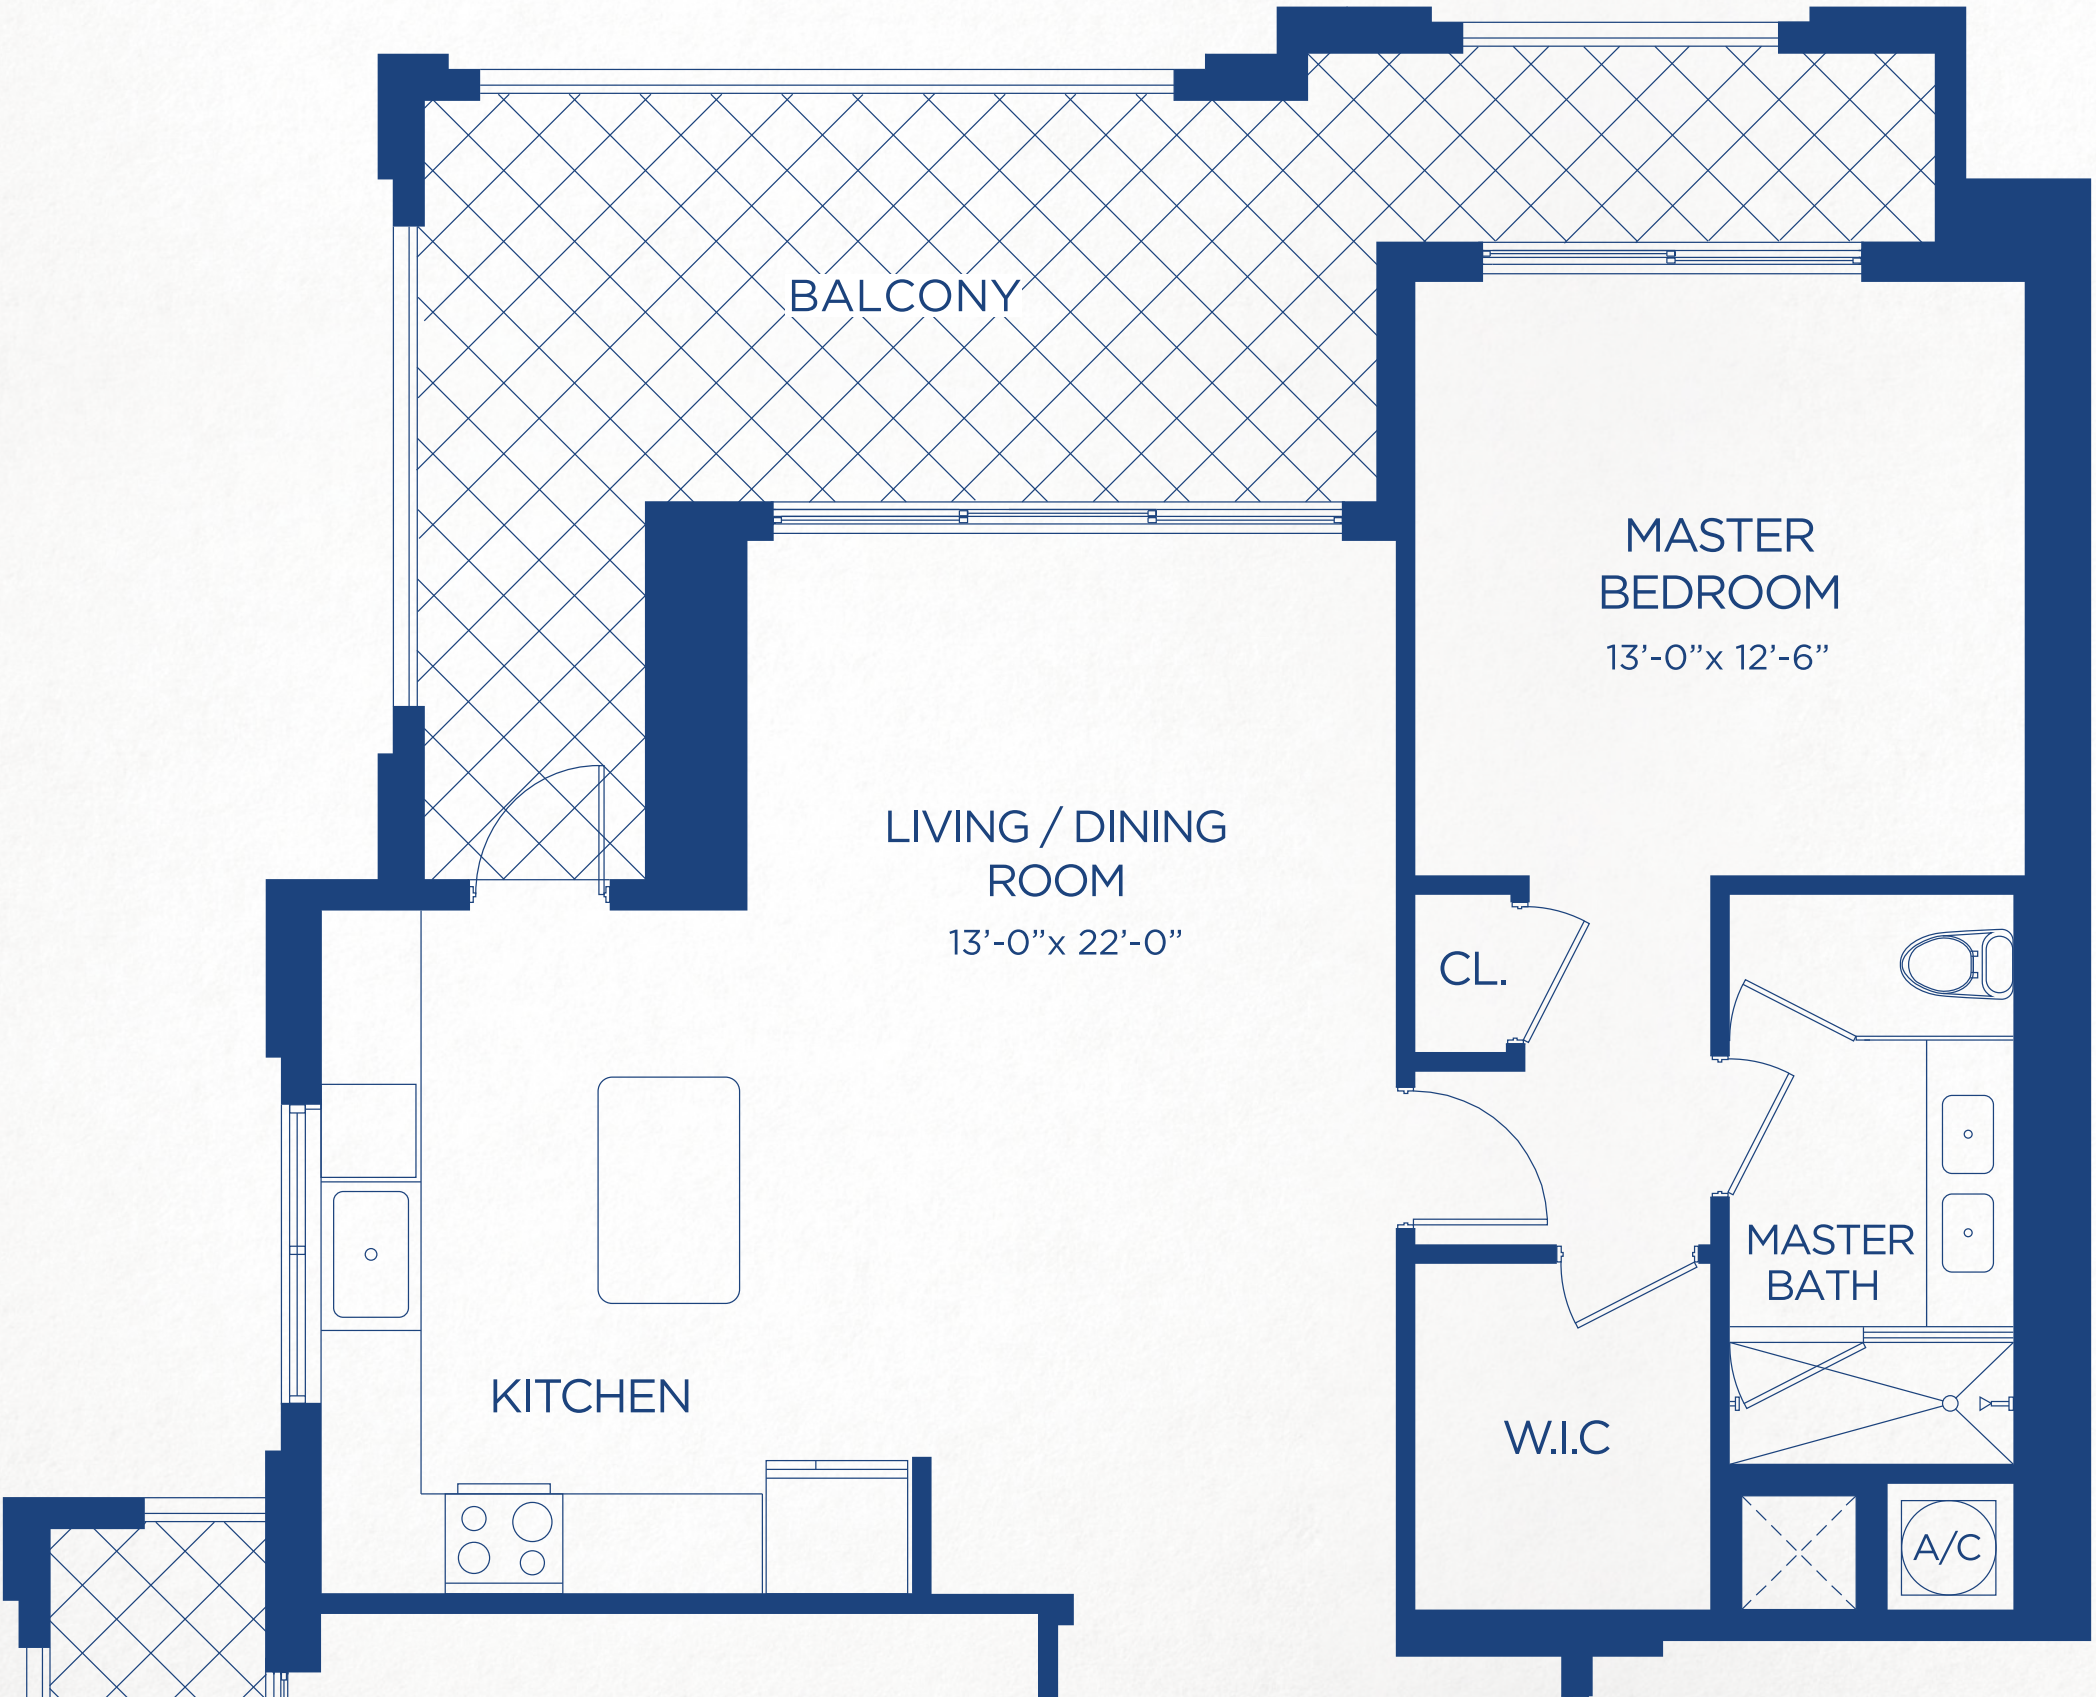 BALCONY
MASTER
BEDROOM
13’-0”x 12’-6”
LIVING / DINING
ROOM
13’-0”x 22’-0”
CL.
MASTER
BATH
KITCHEN
W.I.C
A/C